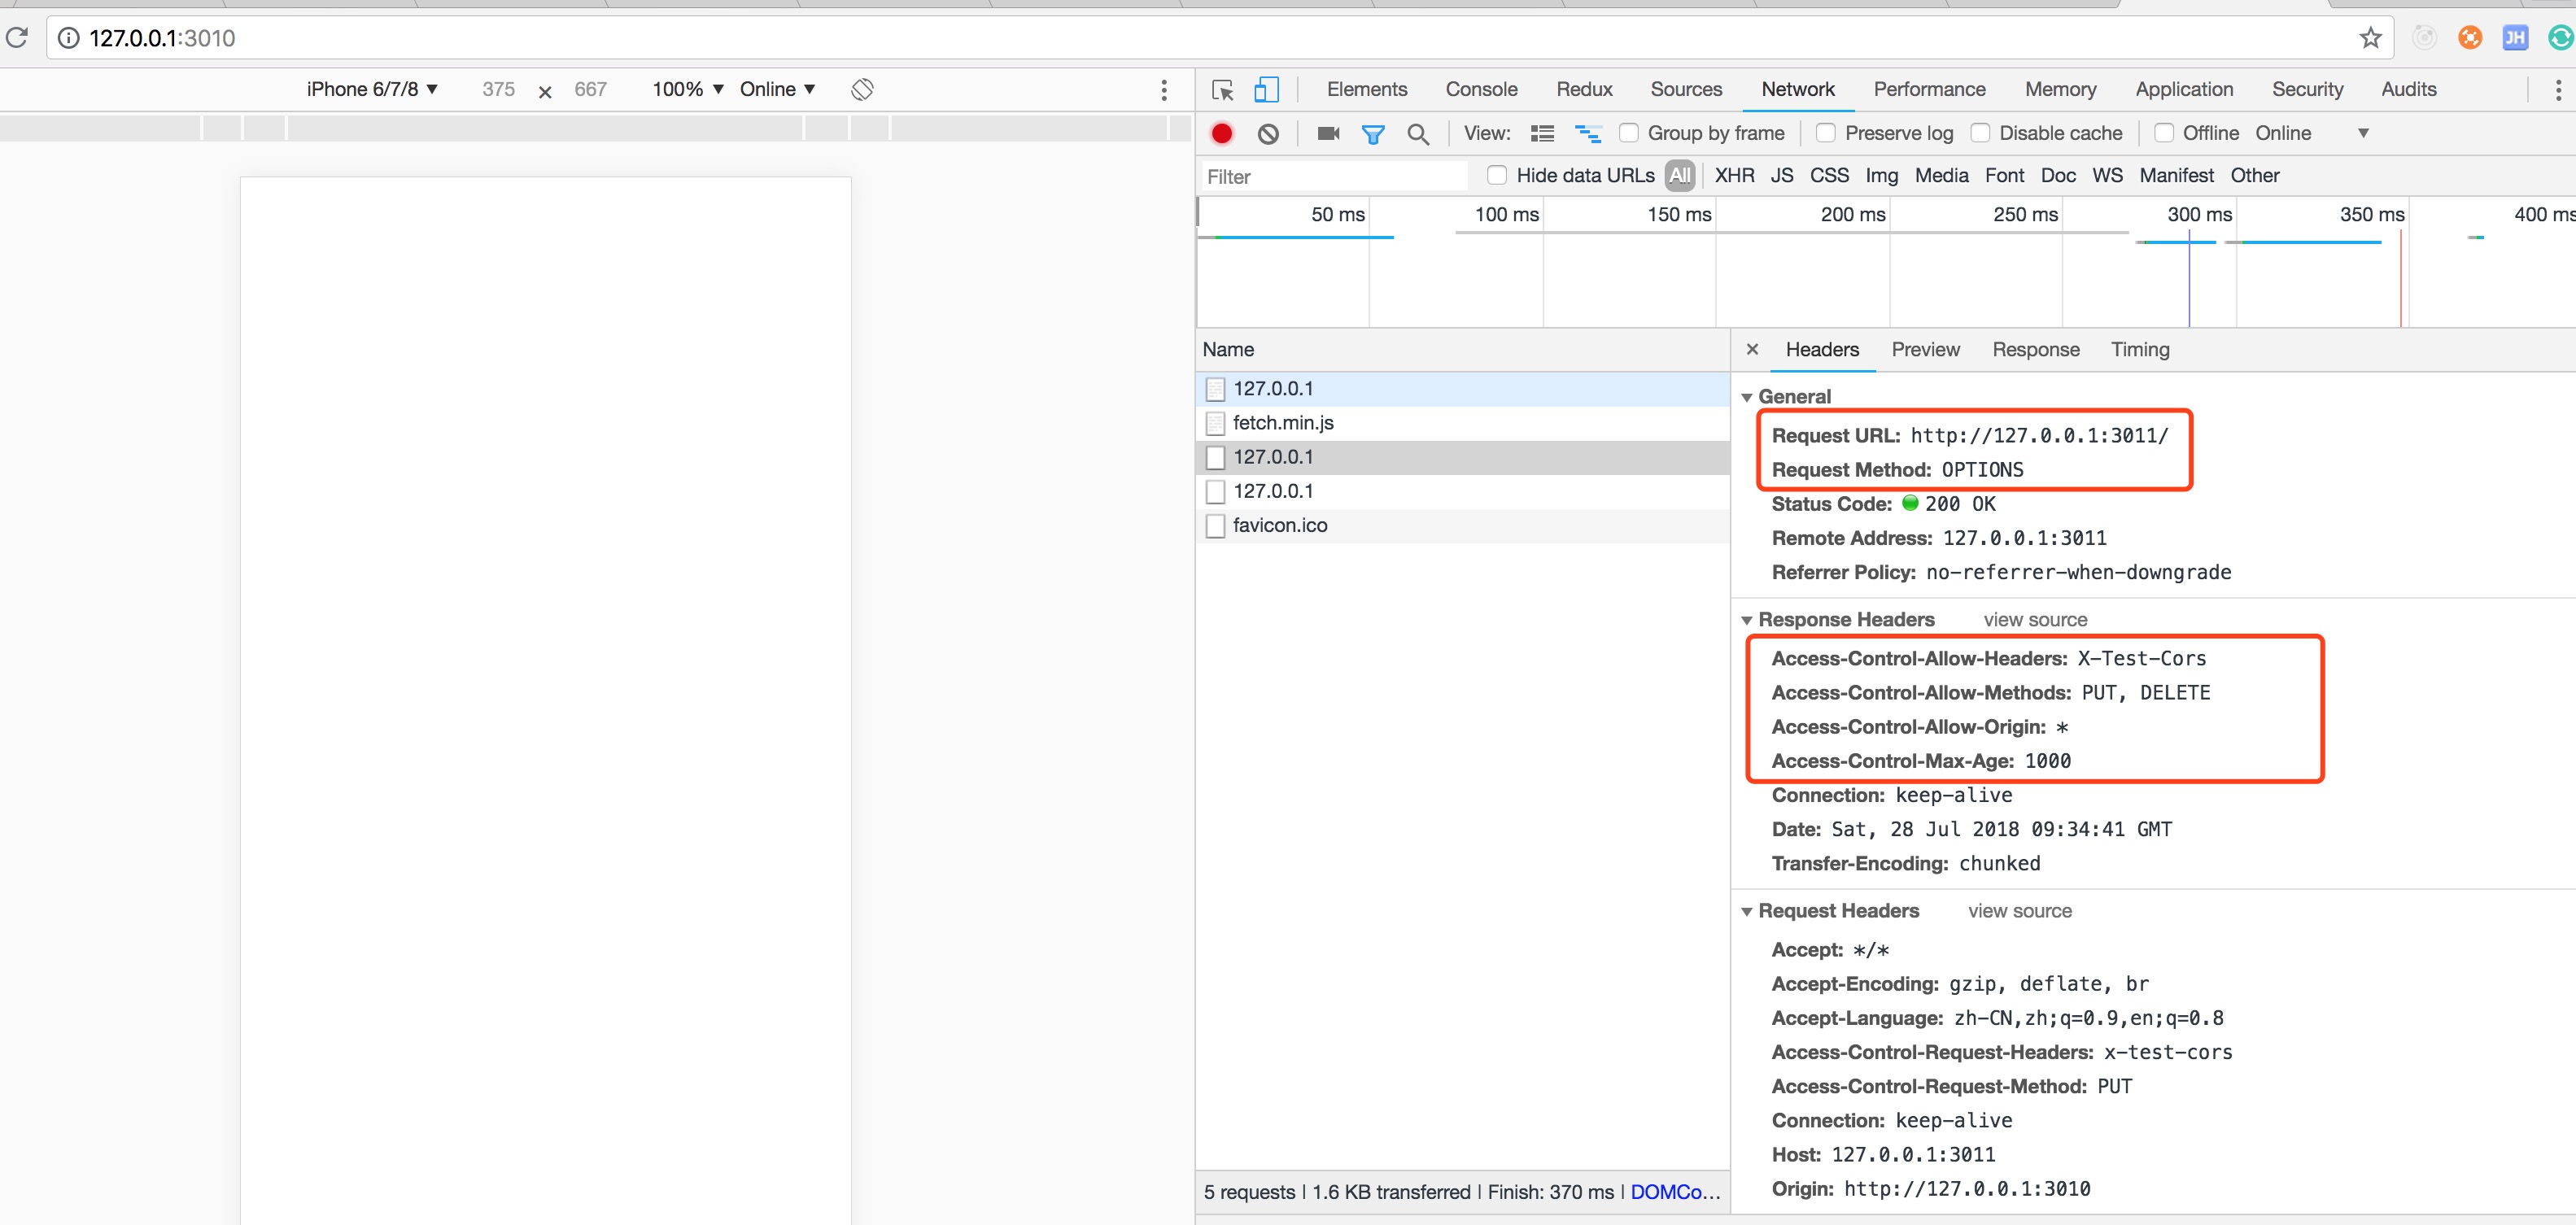 127.0.0.1:3010
JH
iPhone 6/7/8 ▼ 375 × 667 100% ▼ Online ▼
Elements Console Redux Sources Network Performance Memory Application Security Audits
View: Group by frame Preserve log Disable cache Offline Online ▼
Filter Hide data URLs All XHR JS CSS Img Media Font Doc WS Manifest Other
50 ms 100 ms 150 ms 200 ms 250 ms 300 ms 350 ms 400 ms
Name
127.0.0.1
fetch.min.js
127.0.0.1
127.0.0.1
favicon.ico
5 requests | 1.6 KB transferred | Finish: 370 ms | DOMCo…
× Headers Preview Response Timing
▼ General
Request URL: http://127.0.0.1:3011/
Request Method: OPTIONS
Status Code: 200 OK
Remote Address: 127.0.0.1:3011
Referrer Policy: no-referrer-when-downgrade
▼ Response Headers view source
Access-Control-Allow-Headers: X-Test-Cors
Access-Control-Allow-Methods: PUT, DELETE
Access-Control-Allow-Origin: *
Access-Control-Max-Age: 1000
Connection: keep-alive
Date: Sat, 28 Jul 2018 09:34:41 GMT
Transfer-Encoding: chunked
▼ Request Headers view source
Accept: */*
Accept-Encoding: gzip, deflate, br
Accept-Language: zh-CN,zh;q=0.9,en;q=0.8
Access-Control-Request-Headers: x-test-cors
Access-Control-Request-Method: PUT
Connection: keep-alive
Host: 127.0.0.1:3011
Origin: http://127.0.0.1:3010